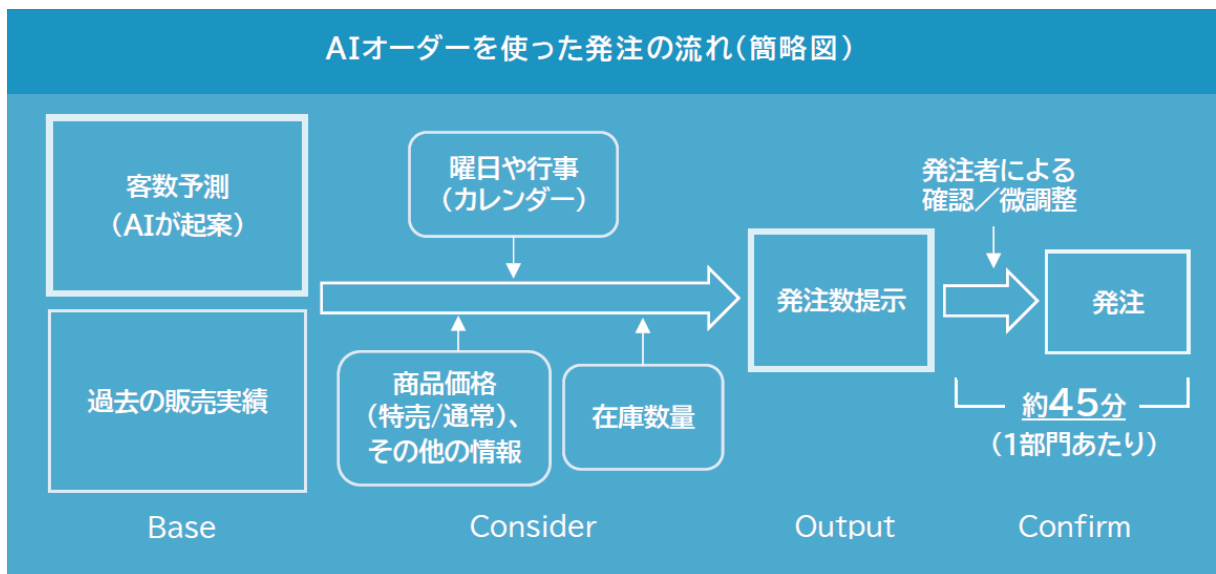 AIオーダーを使った発注の流れ(簡略図)
客数予測
(AIが起案)
過去の販売実績
曜日や行事
(カレンダー)
商品価格
(特売/通常)、
その他の情報
在庫数量
発注数提示
発注者による
確認／微調整
発注
約45分
(1部門あたり)
Base
Consider
Output
Confirm